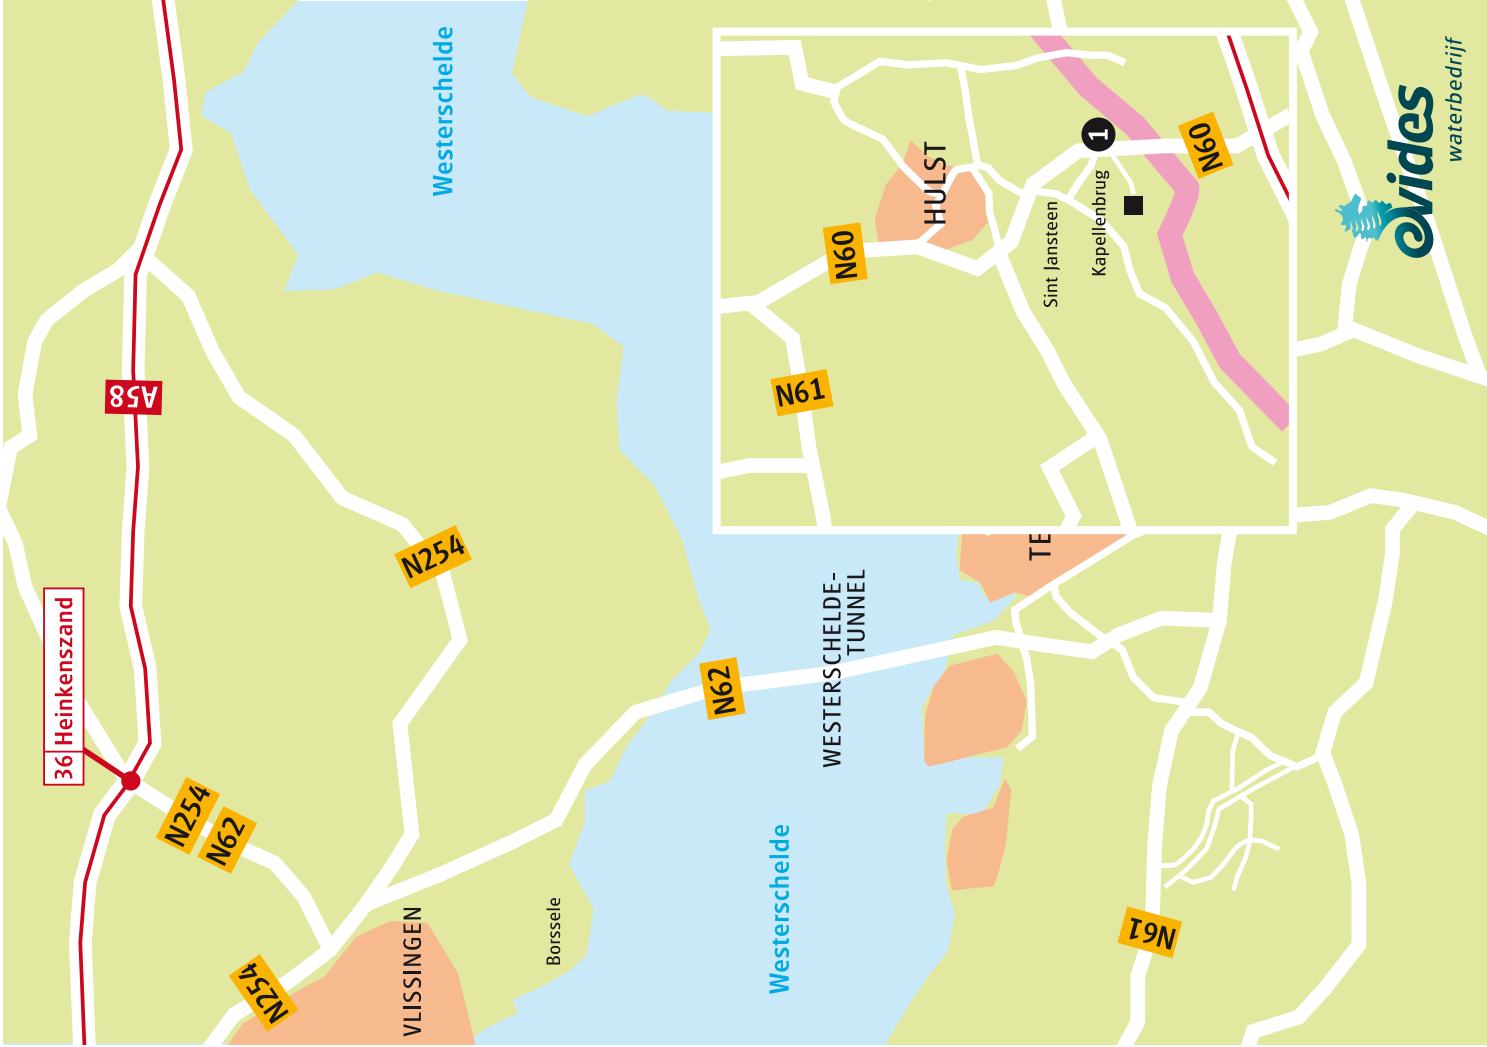 36 Heinkenszand
A58
N254
N62
N254
N254
VLISSINGEN
Borssele
Westerschelde
N62
WESTERSCHELDE-
TUNNEL
Westerschelde
TE
N61
N61
N60
HULST
Sint Jansteen
Kapellenbrug
1
N60
evides
waterbedrijf